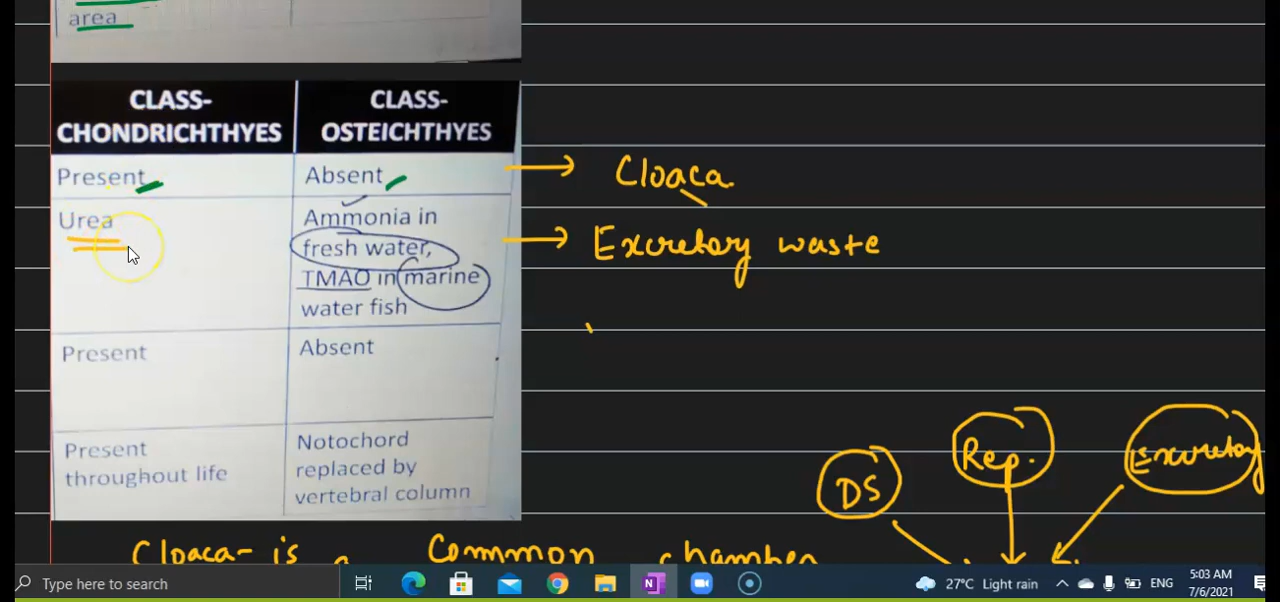 area
CLASS-
CHONDRICHTHYES
CLASS-
OSTEICHTHYES
Present
Absent
Cloaca
Urea
Ammonia in
fresh water,
TMAO in marine
water fish
Excretory waste
Present
Absent
Present
throughout life
Notochord
replaced by
vertebral column
DS
Rep.
Excretory
Cloaca- is a common chamber
Type here to search
27°C Light rain
ENG
5:03 AM
7/6/2021